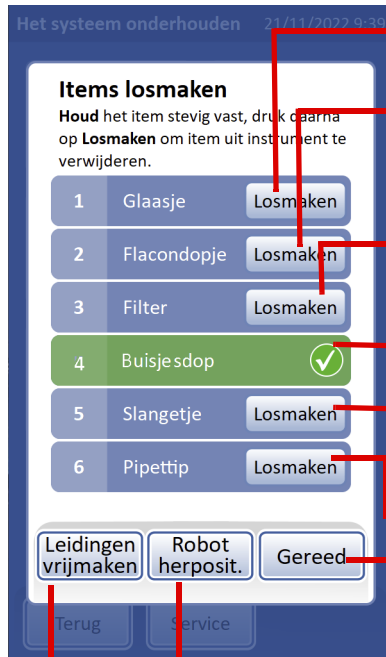 Het systeem onderhouden 21/11/2022 9:39
Items losmaken
Houd het item stevig vast, druk daarna
op Losmaken om item uit instrument te
verwijderen.
1 Glaasje Losmaken
2 Flacondopje Losmaken
3 Filter Losmaken
4 Buisjesdop
5 Slangetje Losmaken
6 Pipettip Losmaken
Leidingen vrijmaken
Robot herposit.
Gereed
Terug Service